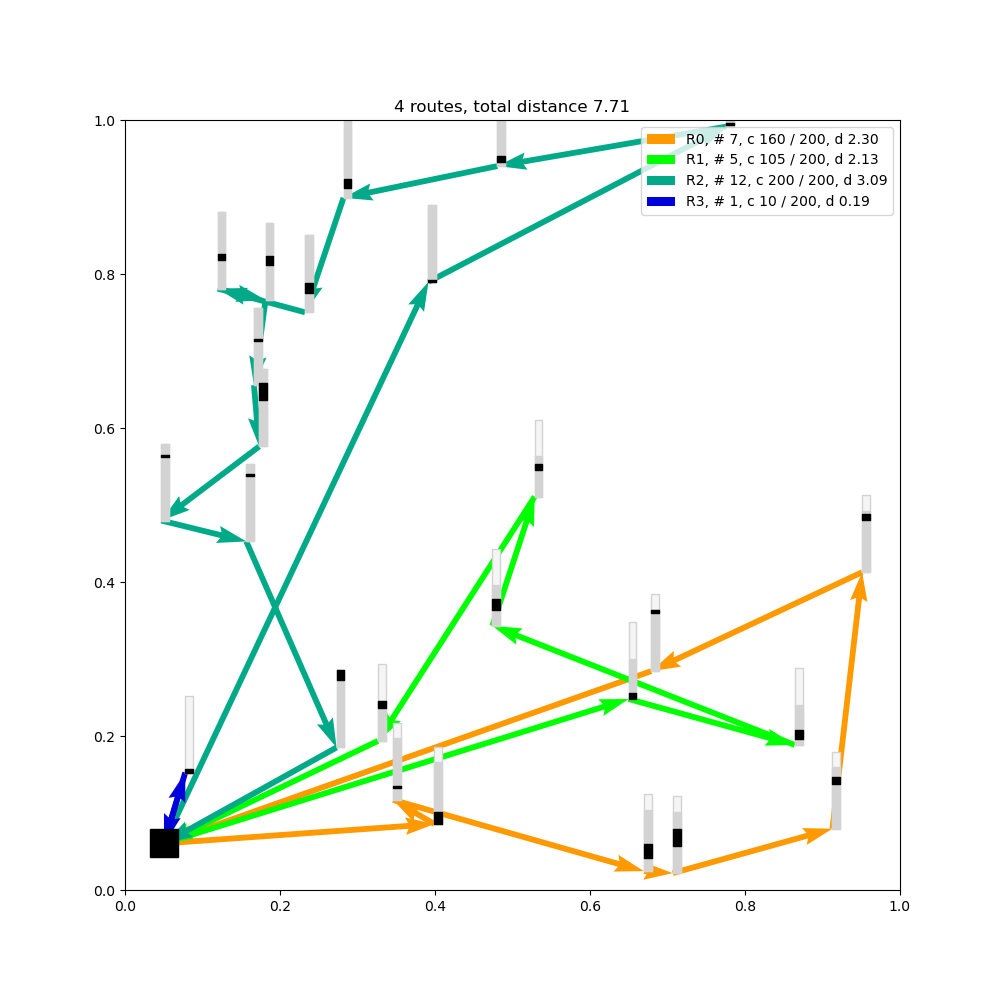 4 routes, total distance 7.71
R0, # 7, c 160 / 200, d 2.30
R1, # 5, c 105 / 200, d 2.13
R2, # 12, c 200 / 200, d 3.09
R3, # 1, c 10 / 200, d 0.19
1.0
0.8
0.6
0.4
0.2
0.0
0.0 0.2 0.4 0.6 0.8 1.0